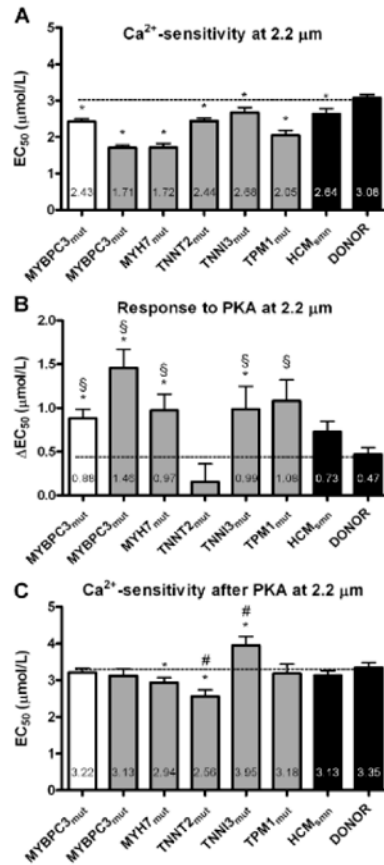 A
Ca²⁺-sensitivity at 2.2 µm
EC₅₀ (µmol/L)
5
4
3
2
1
0
* * * * * * *
2.43 1.71 1.72 2.44 2.68 2.05 2.64 3.08
MYBPC3mut MYBPC3mut MYH7mut TNNT2mut TNNI3mut TPM1mut HCMsmn DONOR
B
Response to PKA at 2.2 µm
ΔEC₅₀ (µmol/L)
2.0
1.5
1.0
0.5
0.0
§ § § § §
* * * *
0.88 1.46 0.97 0.99 1.08 0.73 0.47
MYBPC3mut MYBPC3mut MYH7mut TNNT2mut TNNI3mut TPM1mut HCMsmn DONOR
C
Ca²⁺-sensitivity after PKA at 2.2 µm
EC₅₀ (µmol/L)
5
4
3
2
1
0
# #
* * *
3.22 3.13 2.94 2.56 3.95 3.18 3.13 3.35
MYBPC3mut MYBPC3mut MYH7mut TNNT2mut TNNI3mut TPM1mut HCMsmn DONOR